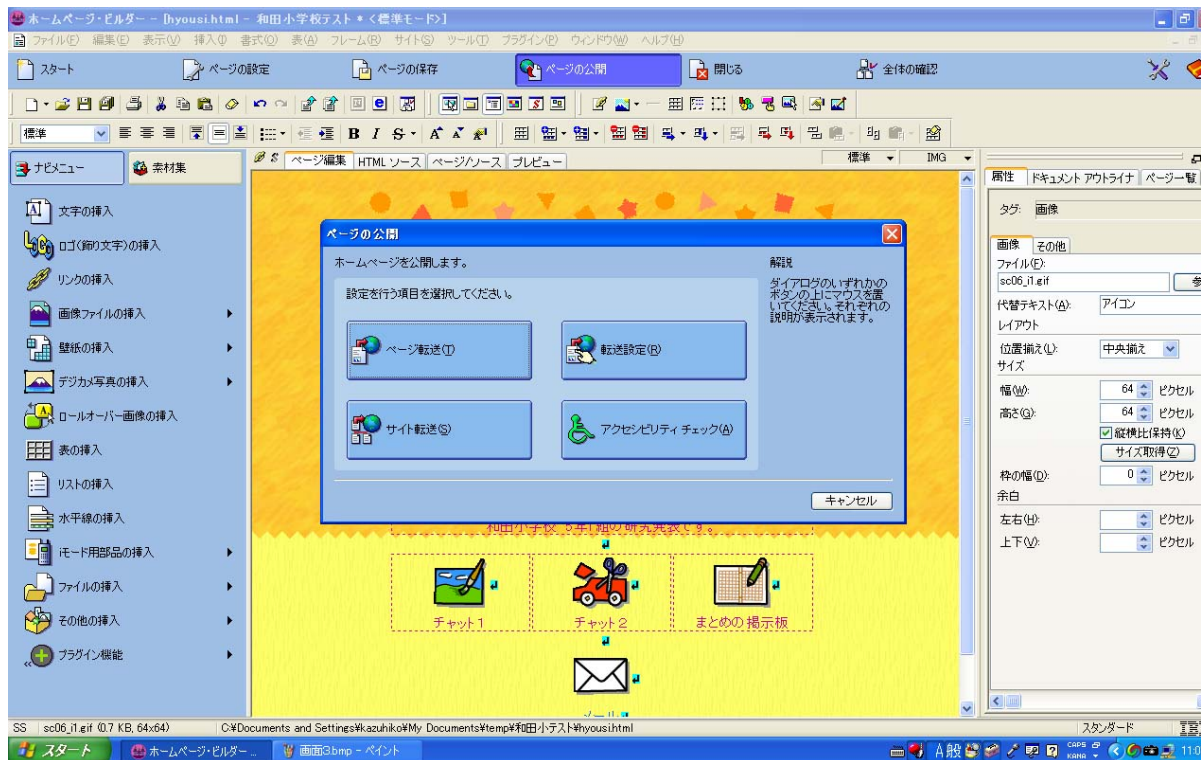 ホームページ・ビルダー - [hyousi.html - 和田小学校テスト * <標準モード>]
ファイル(F) 編集(E) 表示(V) 挿入(I) 書式(O) 表(A) フレーム(R) サイト(S) ツール(T) プラグイン(P) ウィンドウ(W) ヘルプ(H)
スタート ページの設定 ページの保存 ページの公開 閉じる 全体の確認
標準
ナビメニュー 素材集
ページ編集 HTML ソース ページ/ソース プレビュー 標準 IMG
文字の挿入
ロゴ(飾り文字)の挿入
リンクの挿入
画像ファイルの挿入
壁紙の挿入
デジカメ写真の挿入
ロールオーバー画像の挿入
表の挿入
リストの挿入
水平線の挿入
iモード用部品の挿入
ファイルの挿入
その他の挿入
プラグイン機能
ページの公開
ホームページを公開します。
設定を行う項目を選択してください。
ページ転送(T)
転送設定(R)
サイト転送(S)
アクセシビリティ チェック(A)
解説
ダイアログのいずれかの
ボタンの上にマウスを置
いてください。それぞれの
説明が表示されます。
キャンセル
和田小学校 5年1組の研究発表です。
チャット1 チャット2 まとめの掲示板
属性 ドキュメント アウトライナ ページ一覧
タグ: 画像
画像 その他
ファイル(F):
sc06_i1.gif
代替テキスト(A): アイコン
レイアウト
位置揃え(L): 中央揃え
サイズ
幅(W): 64 ピクセル
高さ(G): 64 ピクセル
縦横比保持(K)
サイズ取得(Z)
枠の幅(D): 0 ピクセル
余白
左右(H): ピクセル
上下(V): ピクセル
SS sc06_i1.gif (0.7 KB, 64x64) C:¥Documents and Settings¥kazuhiko¥My Documents¥temp¥和田小テスト¥hyousi.html スタンダード
スタート ホームページ・ビルダー... 画面3.bmp - ペイント A 般 CAPS KANA 11:0